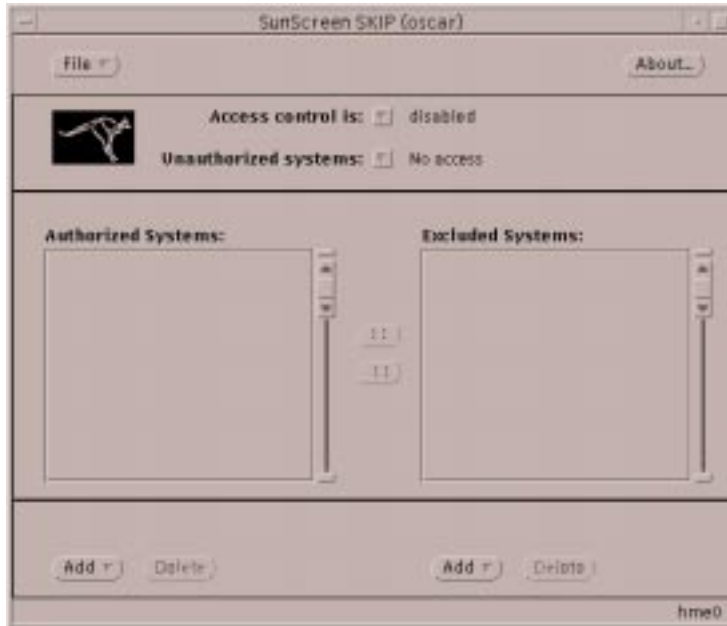 SunScreen SKIP (oscar)
File
About...
Access control is: disabled
Unauthorized systems: No access
Authorized Systems:
Excluded Systems:
Add
Delete
Add
Delete
hme0